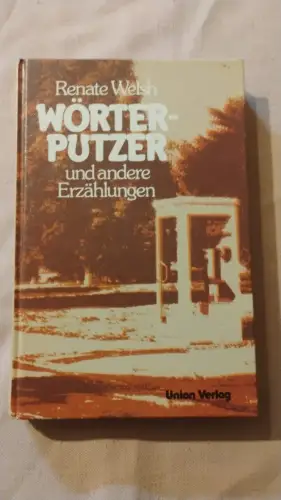 Renate Welsh
WÖRTER-
PUTZER
und andere
Erzählungen
Union Verlag